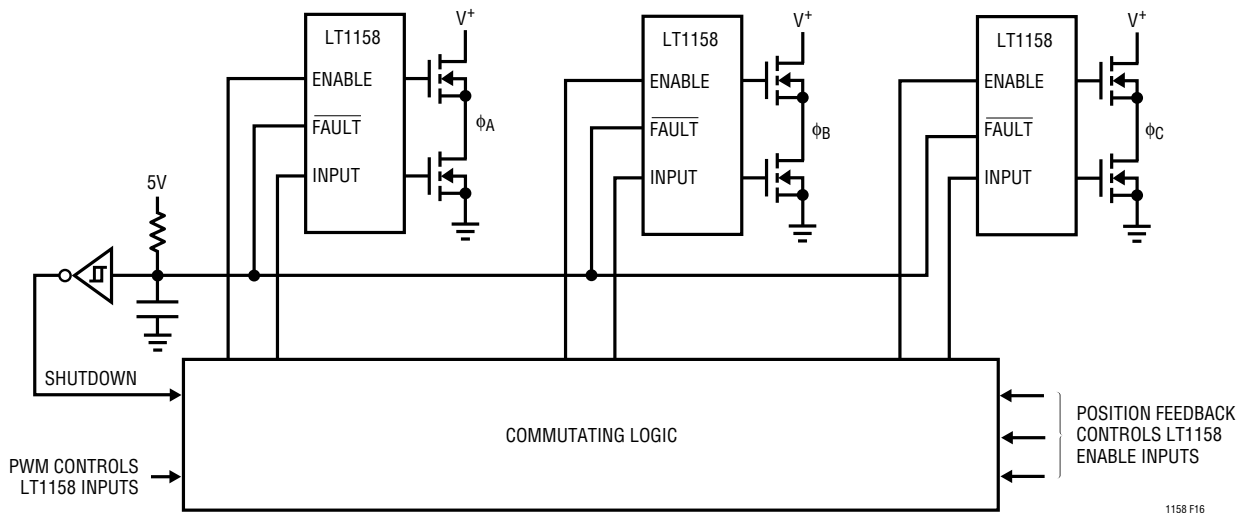 V+
LT1158
ENABLE
FAULT
INPUT
ϕA
V+
LT1158
ENABLE
FAULT
INPUT
ϕB
V+
LT1158
ENABLE
FAULT
INPUT
ϕC
5V
SHUTDOWN
COMMUTATING LOGIC
PWM CONTROLS
LT1158 INPUTS
POSITION FEEDBACK
CONTROLS LT1158
ENABLE INPUTS
1158 F16